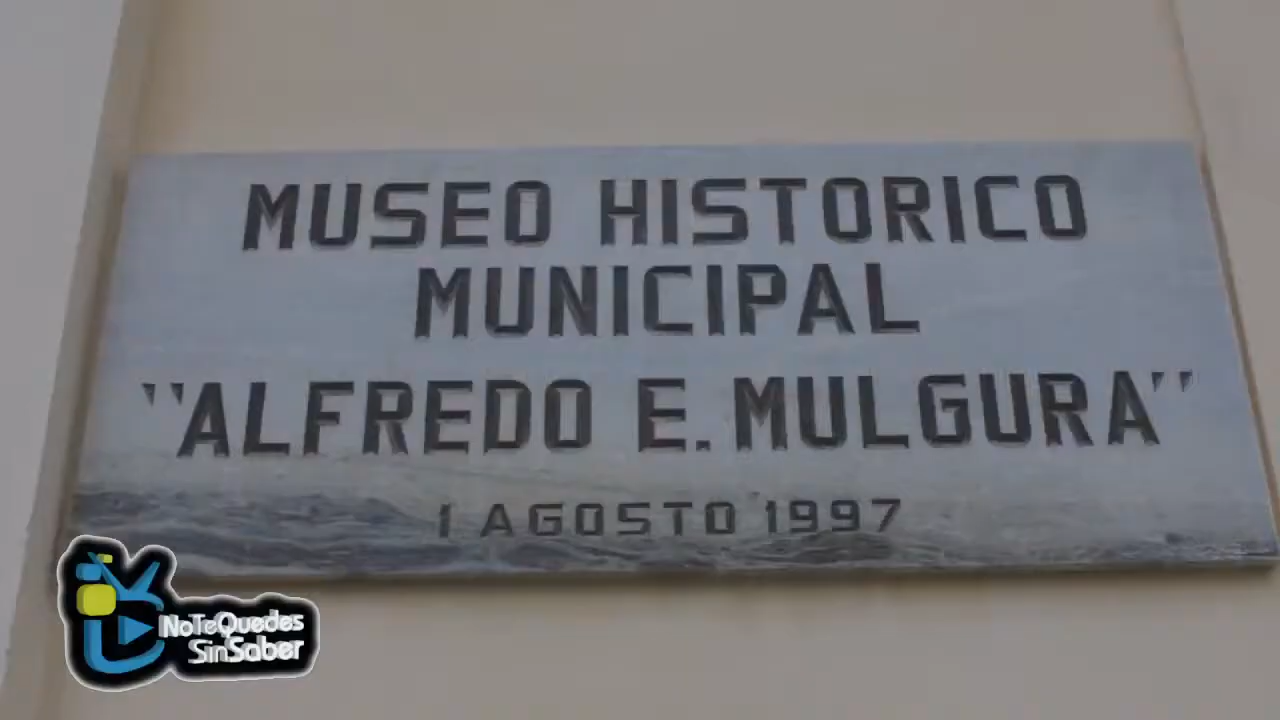 MUSEO HISTORICO
MUNICIPAL
"ALFREDO E. MULGURA"
1 AGOSTO 1997
NoTeQuedes
SinSaber